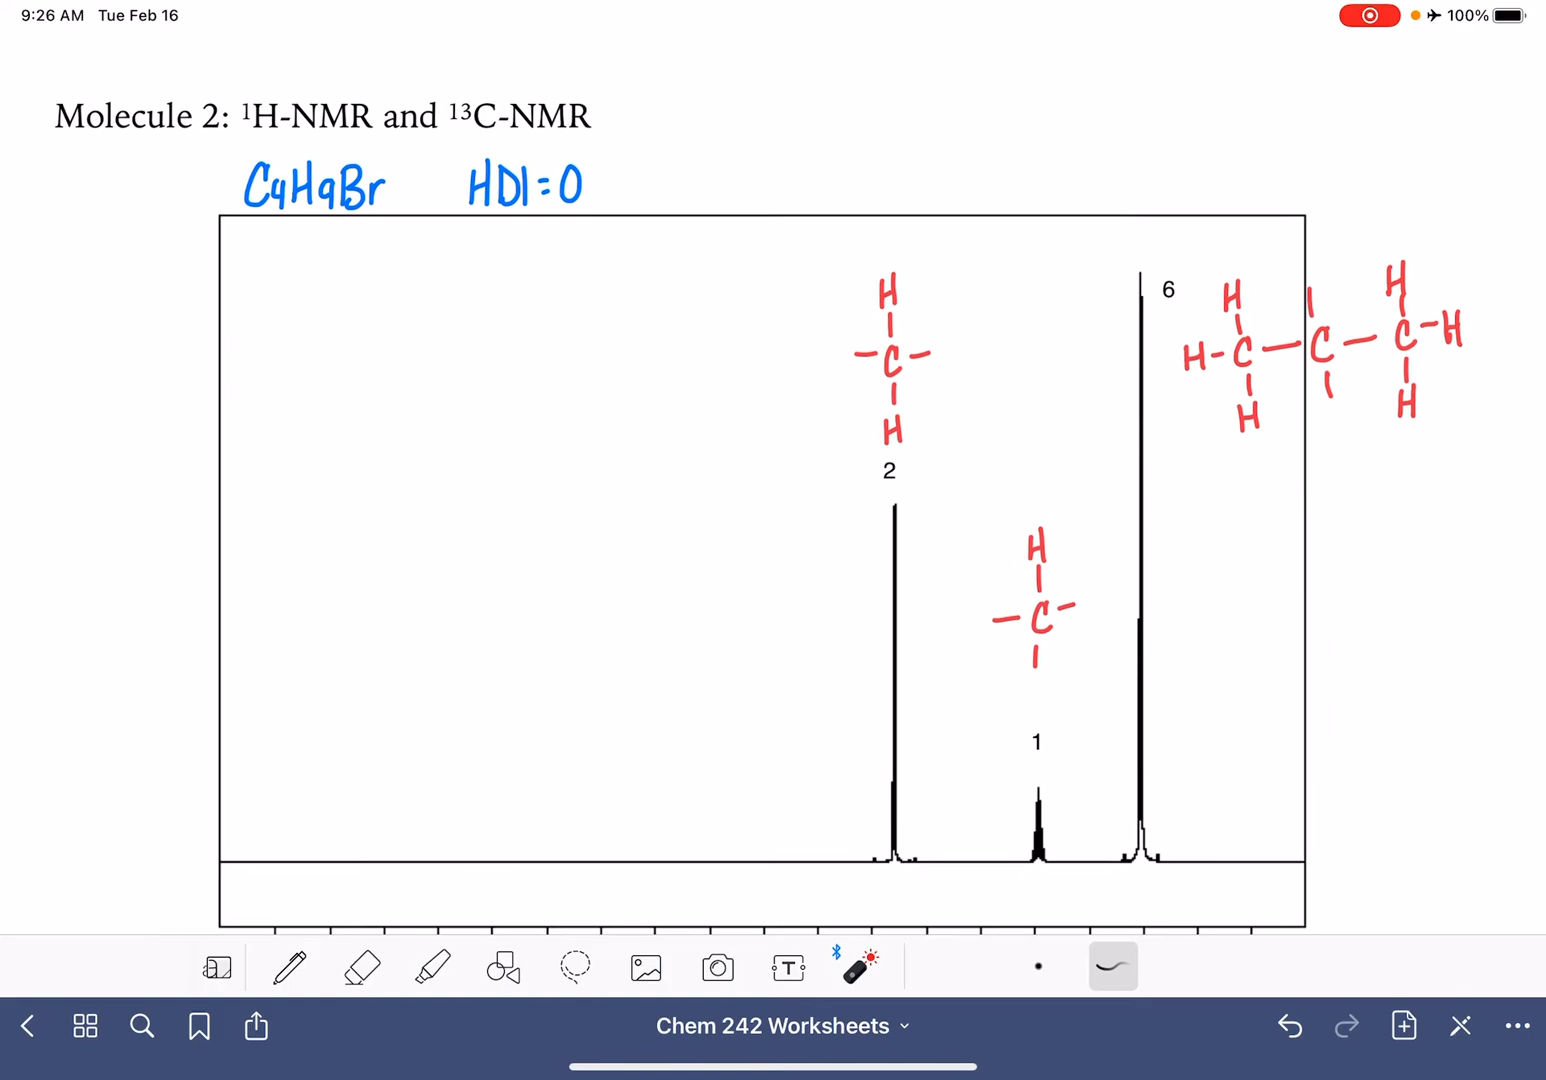 9:26 AM Tue Feb 16
100%
Molecule 2: ¹H-NMR and ¹³C-NMR
C4H9Br HDI=0
H
-C-
H
2
H
-C-
1
6
H H
H-C-C-C-H
H H
T
Chem 242 Worksheets